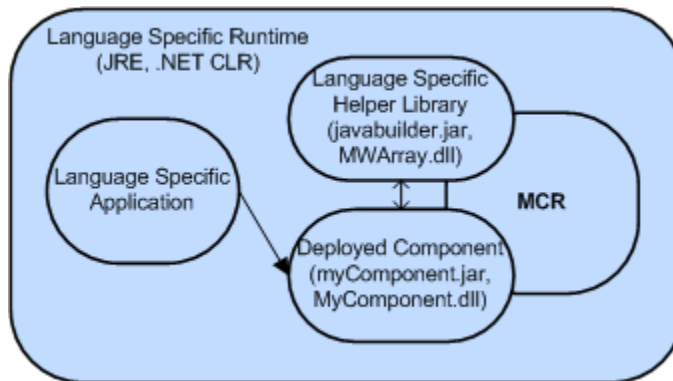 Language Specific Runtime
(JRE, .NET CLR)
Language Specific
Helper Library
(javabuilder.jar,
MWArray.dll)
Language Specific
Application
MCR
Deployed Component
(myComponent.jar,
MyComponent.dll)